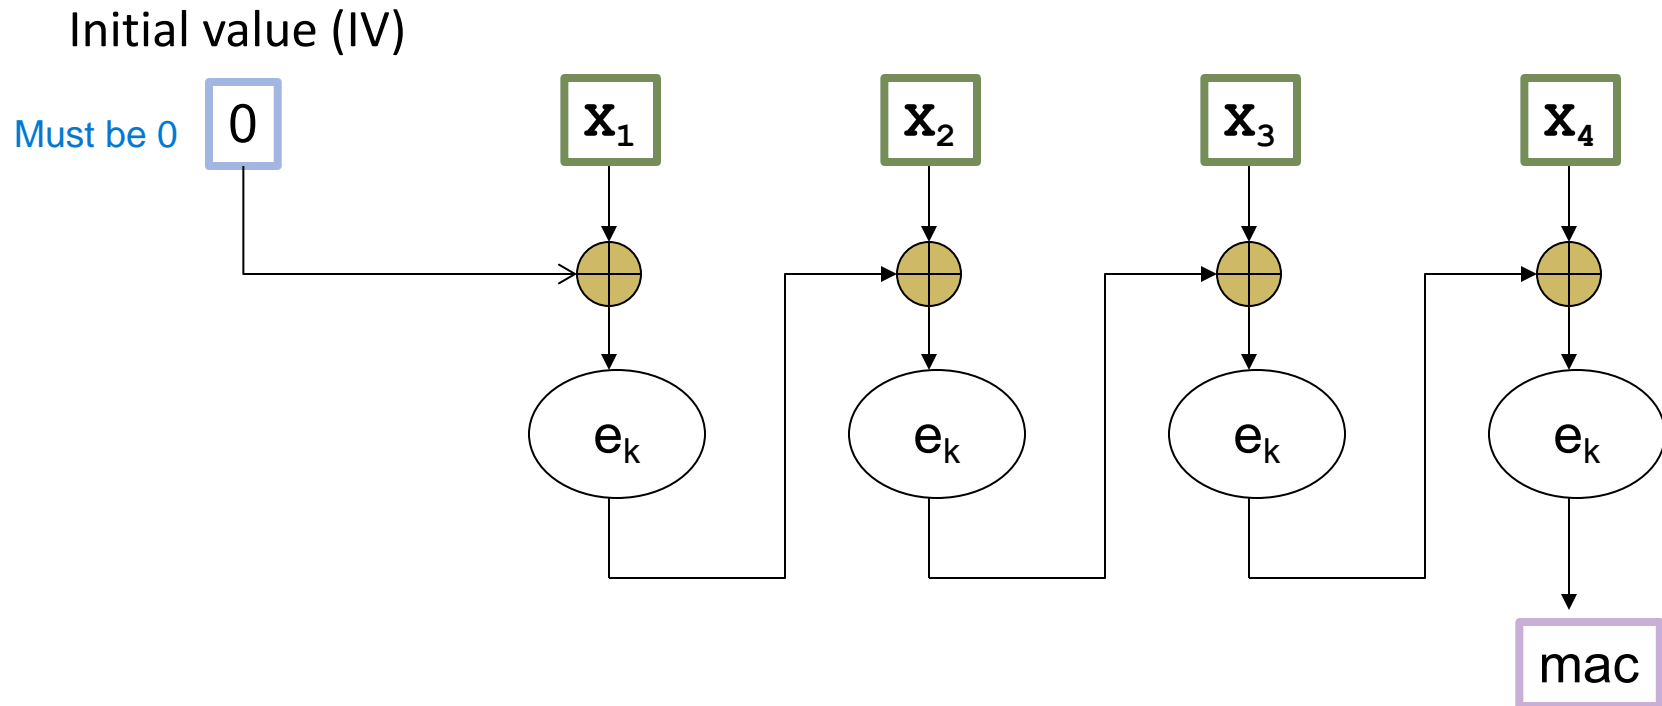 Initial value (IV)
Must be 0 0 x₁ x₂ x₃ x₄
eₖ eₖ eₖ eₖ
mac